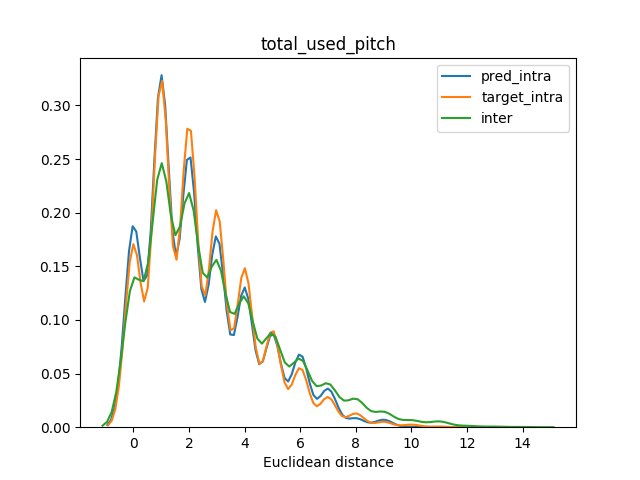 total_used_pitch
pred_intra
target_intra
inter
0.30
0.25
0.20
0.15
0.10
0.05
0.00
0 2 4 6 8 10 12 14
Euclidean distance